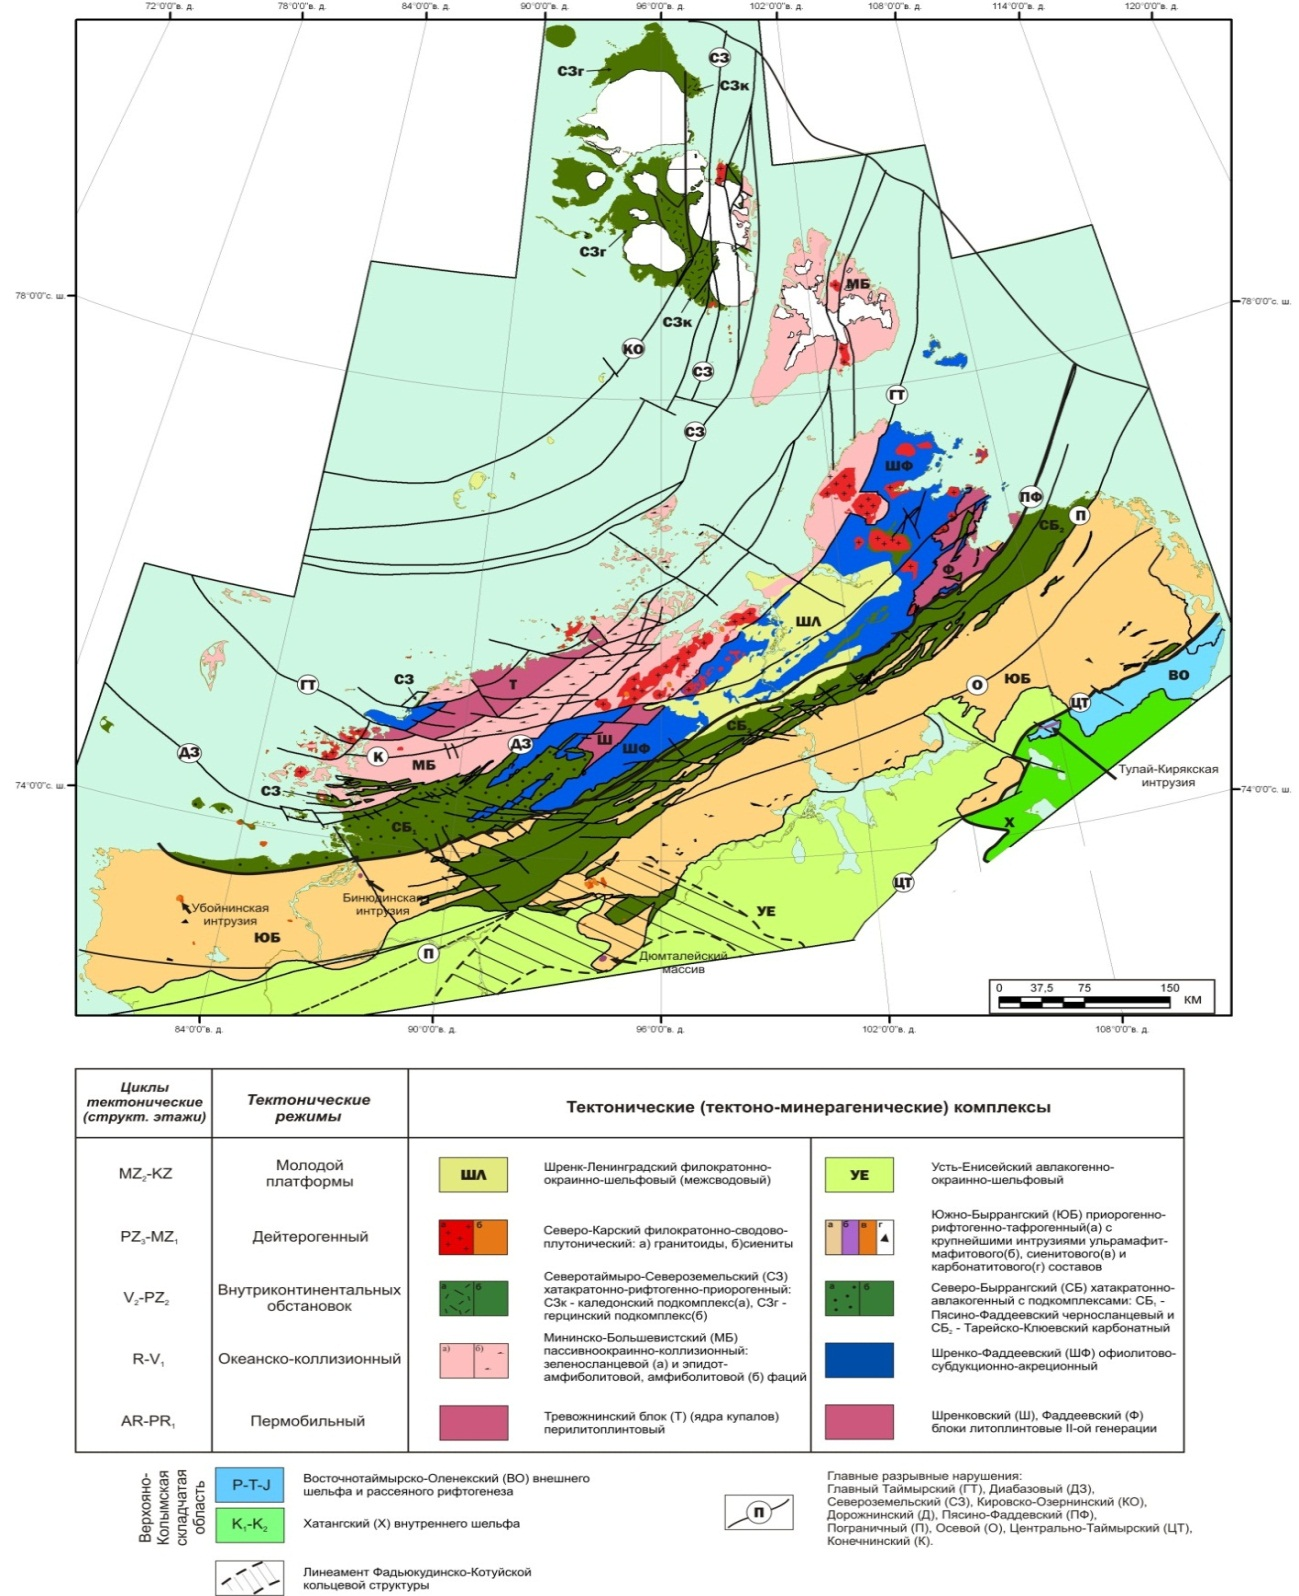 72°0'0"в. д.
78°0'0"в. д.
84°0'0"в. д.
90°0'0"в. д.
96°0'0"в. д.
102°0'0"в. д.
108°0'0"в. д.
114°0'0"в. д.
120°0'0"в. д.
СЗ
СЗг
СЗк
СЗг
78°0'0"с. ш.
МБ
78°0'0"с. ш.
СЗк
КО
СЗ
ГТ
СЗ
ШФ
ПФ
П
СБ₂
Ф
ШЛ
СЗ
ГТ
Т
О
ЮБ
ВО
ЦТ
ДЗ
К
МБ
ДЗ
Ш
ШФ
СБ
Тулай-Кирякская
интрузия
74°0'0"с. ш.
СЗ
74°0'0"с. ш.
СБ₁
Х
ЦТ
Бинюдинская
интрузия
Убойнинская
интрузия
УЕ
ЮБ
П
Дюмталейский
массив
0 37,5 75 150
КМ
84°0'0"в. д.
90°0'0"в. д.
96°0'0"в. д.
102°0'0"в. д.
108°0'0"в. д.
Циклы
тектонические
(структ. этажи)
Тектонические
режимы
Тектонические (тектоно-минерагенические) комплексы
MZ₂-KZ
Молодой
платформы
ШЛ
Шренк-Ленинградский филократонно-
окраинно-шельфовый (межсводовый)
УЕ
Усть-Енисейский авлакогенно-
окраинно-шельфовый
PZ₃-MZ₁
Дейтерогенный
а б
Северо-Карский филократонно-сводово-
плутонический: а) гранитоиды, б)сиениты
а б в г
Южно-Быррангский (ЮБ) приорогенно-
рифтогенно-тафрогенный(а) с
крупнейшими интрузиями ульрамафит-
мафитового(б), сиенитового(в) и
карбонатитового(г) составов
V₂-PZ₂
Внутриконтинентальных
обстановок
а б
Северотаймыро-Североземельский (СЗ)
хатакратонно-рифтогенно-приорогенный:
СЗк - каледонский подкомплекс(а), СЗг -
герцинский подкомплекс(б)
а б
Северо-Быррангский (СБ) хатакратонно-
авлакогенный с подкомплексами: СБ₁ -
Пясино-Фаддеевский черносланцевый и
СБ₂ - Тарейско-Клюевский карбонатный
R-V₁
Океанско-коллизионный
а) б)
Мининско-Большевистский (МБ)
пассивноокраинно-коллизионный:
зеленосланцевой (а) и эпидот-
амфиболитовой, амфиболитовой (б) фаций
Шренко-Фаддеевский (ШФ) офиолитово-
субдукционно-акреционный
AR-PR₁
Пермобильный
Тревожнинский блок (Т) (ядра купалов)
перилитоплинтовый
Шренковский (Ш), Фаддеевский (Ф)
блоки литоплинтовые II-ой генерации
Верхояно-
Колымская
складчатая
область
P-T-J
Восточнотаймырско-Оленекский (ВО) внешнего
шельфа и рассеяного рифтогенеза
K₁-K₂
Хатангский (Х) внутреннего шельфа
Линеамент Фадьюкудинско-Котуйской
кольцевой структуры
П
Главные разрывные нарушения:
Главный Таймырский (ГТ), Диабазовый (ДЗ),
Североземельский (СЗ), Кировско-Озернинский (КО),
Дорожнинский (Д), Пясино-Фаддевский (ПФ),
Пограничный (П), Осевой (О), Центрально-Таймырский (ЦТ),
Конечнинский (К).